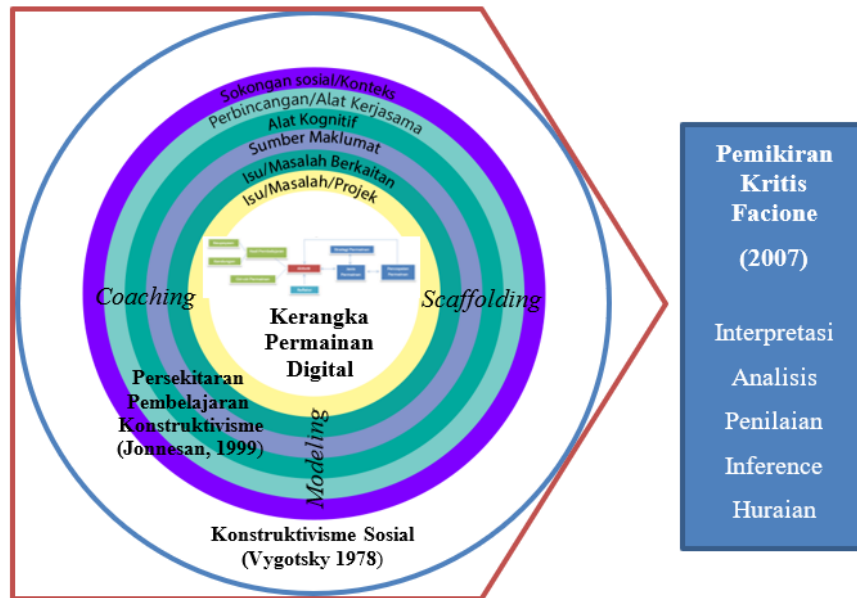 Sokongan sosial/Konteks
Perbincangan/Alat Kerjasama
Alat Kognitif
Sumber Maklumat
Isu/Masalah Berkaitan
Isu/Masalah/Projek
Coaching
Scaffolding
Kerangka
Permainan
Digital
Persekitaran
Pembelajaran
Konstruktivisme
(Jonnesan, 1999)
Modeling
Konstruktivisme Sosial
(Vygotsky 1978)
Pemikiran
Kritis
Facione
(2007)
Interpretasi
Analisis
Penilaian
Inference
Huraian